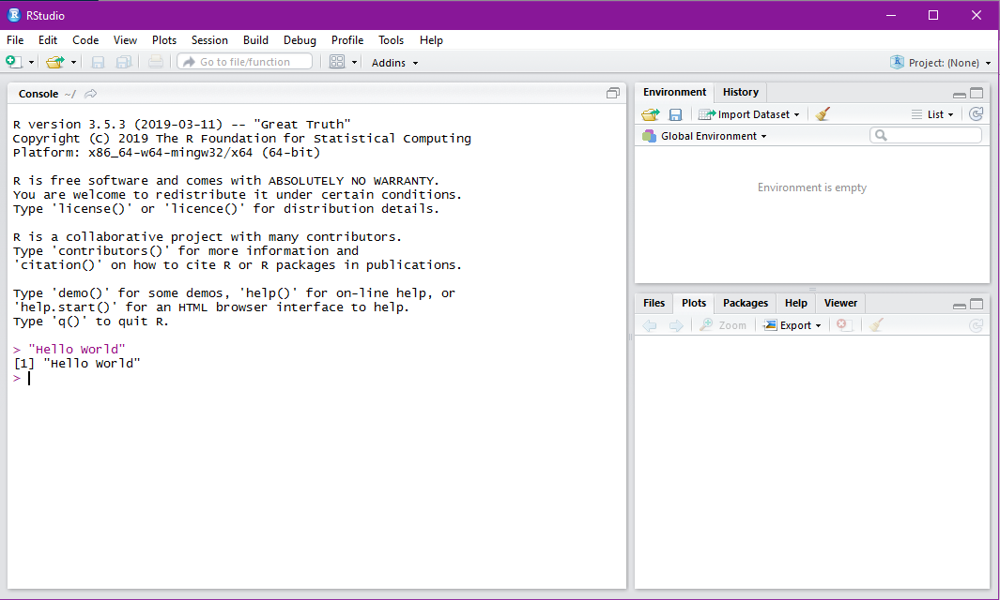 RStudio
File Edit Code View Plots Session Build Debug Profile Tools Help
Go to file/function Addins Project: (None)
Console ~/
R version 3.5.3 (2019-03-11) -- "Great Truth"
Copyright (C) 2019 The R Foundation for Statistical Computing
Platform: x86_64-w64-mingw32/x64 (64-bit)
R is free software and comes with ABSOLUTELY NO WARRANTY.
You are welcome to redistribute it under certain conditions.
Type 'license()' or 'licence()' for distribution details.
R is a collaborative project with many contributors.
Type 'contributors()' for more information and
'citation()' on how to cite R or R packages in publications.
Type 'demo()' for some demos, 'help()' for on-line help, or
'help.start()' for an HTML browser interface to help.
Type 'q()' to quit R.
> "Hello World"
[1] "Hello World"
>
Environment History
Import Dataset List
Global Environment
Environment is empty
Files Plots Packages Help Viewer
Zoom Export